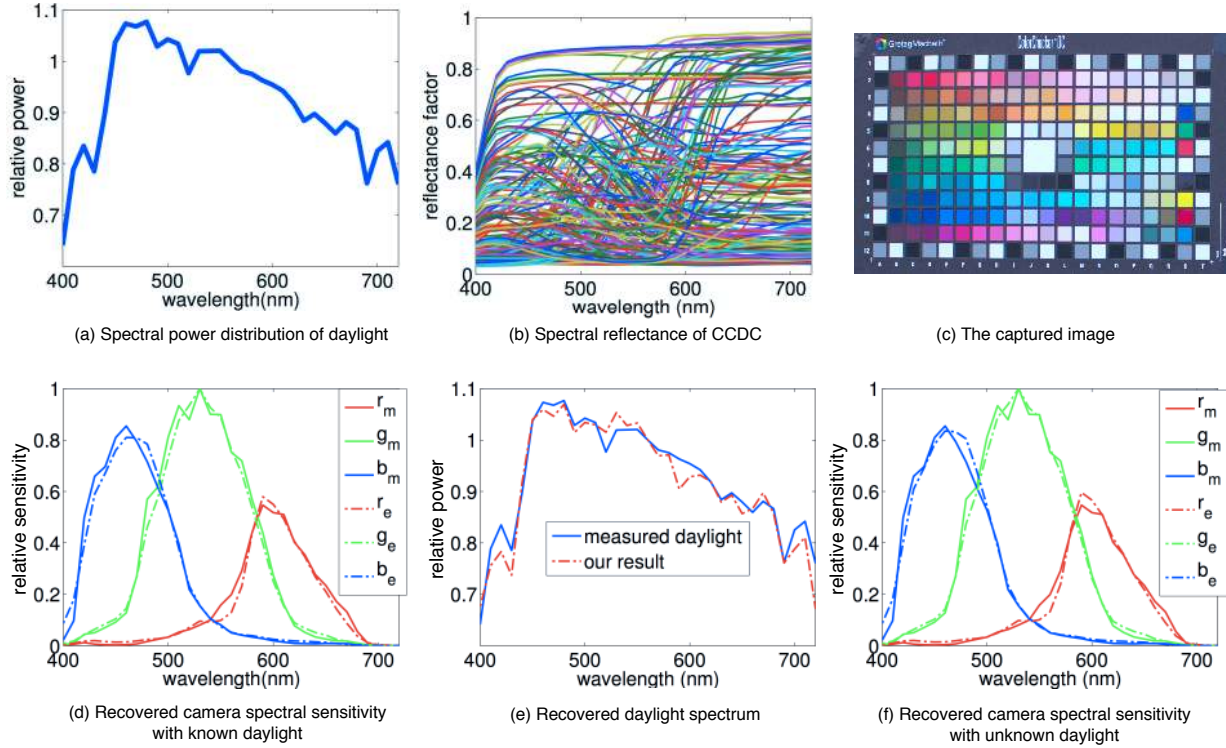 1.1
1
0.9
0.8
0.7
400 500 600 700
wavelength(nm)
relative power
(a) Spectral power distribution of daylight
1
0.8
0.6
0.4
0.2
0
400 500 600 700
wavelength (nm)
reflectance factor
(b) Spectral reflectance of CCDC
GretagMacbeth
ColorChecker DC
(c) The captured image
1
0.8
0.6
0.4
0.2
0
400 500 600 700
wavelength(nm)
relative sensitivity
r_m
g_m
b_m
r_e
g_e
b_e
(d) Recovered camera spectral sensitivity
with known daylight
1.1
1
0.9
0.8
0.7
400 500 600 700
wavelength (nm)
relative power
measured daylight
our result
(e) Recovered daylight spectrum
1
0.8
0.6
0.4
0.2
0
400 500 600 700
wavelength (nm)
relative sensitivity
r_m
g_m
b_m
r_e
g_e
b_e
(f) Recovered camera spectral sensitivity
with unknown daylight